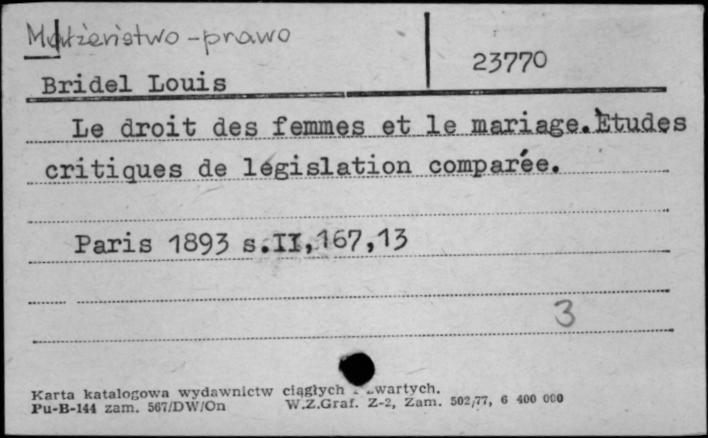 Małżeństwo - prawo
23770
Bridel Louis
Le droit des femmes et le mariage. Études
critiques de législation comparée.
Paris 1893 s.II,167,13
3
Karta katalogowa wydawnictw ciągłych zwartych.
Pu-B-144 zam. 567/DW/On W.Z.Graf. Z-2, Zam. 502/77, 6 400 000